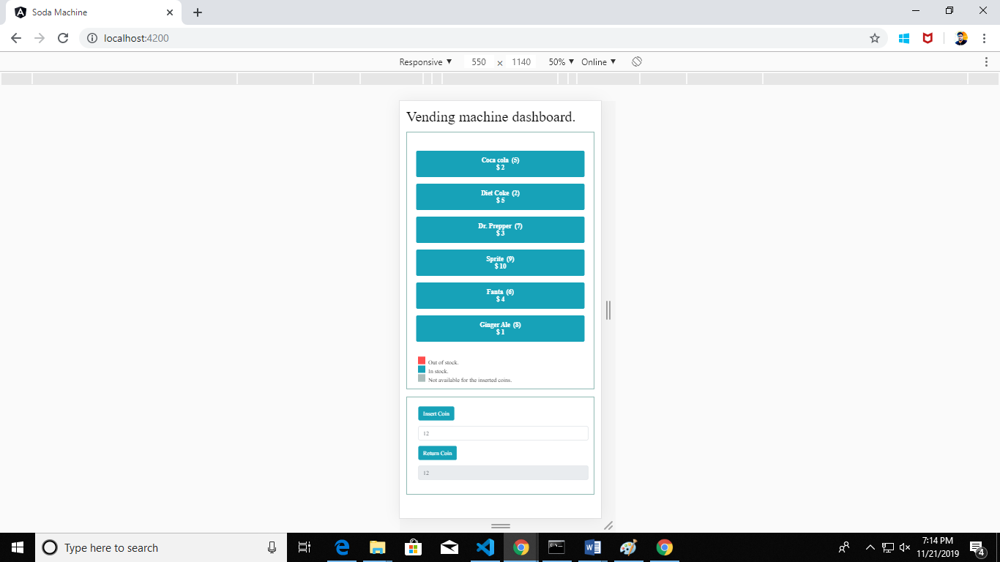 Soda Machine
localhost:4200
Responsive 550 1140 50% Online
Vending machine dashboard.
Coca cola (5)
$ 2
Diet Coke (2)
$ 5
Dr. Prepper (7)
$ 3
Sprite (9)
$ 10
Fanta (6)
$ 4
Ginger Ale (8)
$ 1
Out of stock.
In stock.
Not available for the inserted coins.
Insert Coin
12
Return Coin
12
Type here to search
7:14 PM
11/21/2019
4